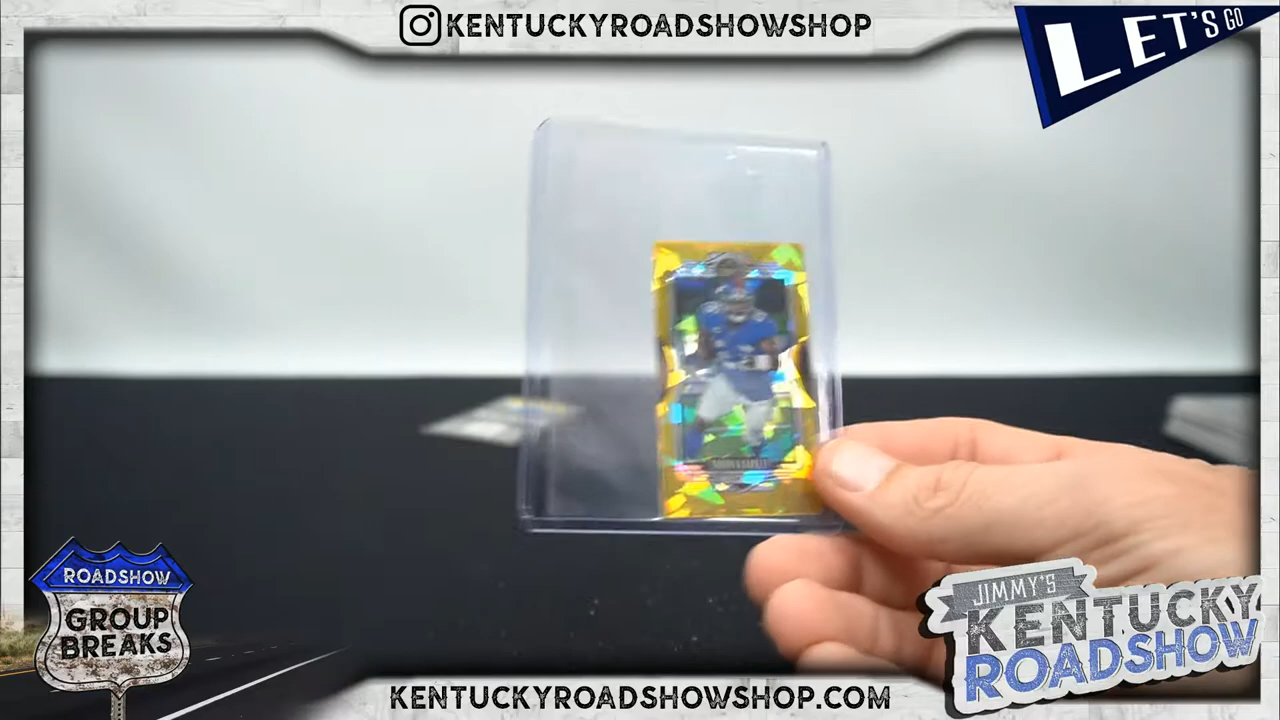 KENTUCKYROADSHOWSHOP
LET'S GO
ROADSHOW
GROUP
BREAKS
JIMMY'S
KENTUCKY
ROADSHOW
KENTUCKYROADSHOWSHOP.COM